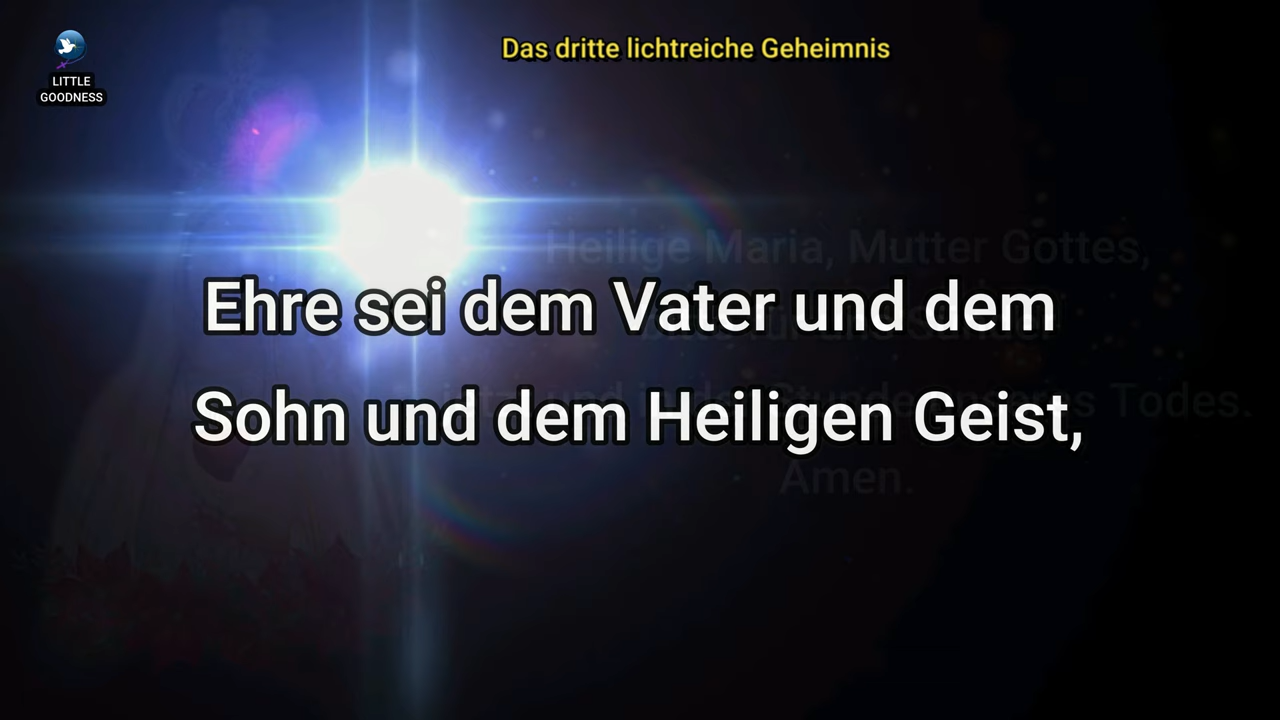 LITTLE
GOODNESS
Das dritte lichtreiche Geheimnis
Heilige Maria, Mutter Gottes,
Ehre sei dem Vater und dem
Sohn und dem Heiligen Geist,
Todes.
Amen.